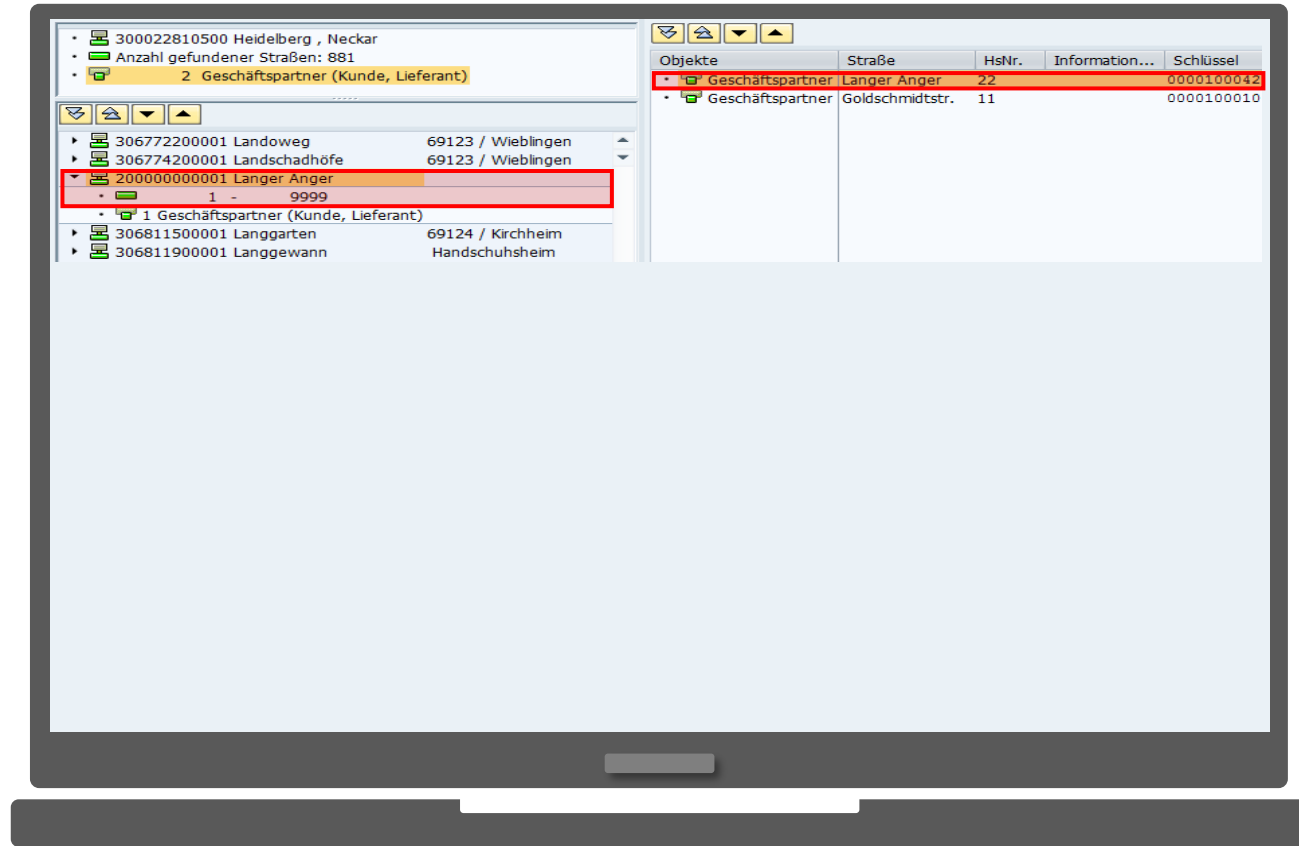 300022810500 Heidelberg , Neckar
Anzahl gefundener Straßen: 881
2 Geschäftspartner (Kunde, Lieferant)
306772200001 Landoweg 69123 / Wieblingen
306774200001 Landschadhöfe 69123 / Wieblingen
200000000001 Langer Anger
1 - 9999
1 Geschäftspartner (Kunde, Lieferant)
306811500001 Langgarten 69124 / Kirchheim
306811900001 Langgewann Handschuhsheim
Objekte Straße HsNr. Information... Schlüssel
Geschäftspartner Langer Anger 22 0000100042
Geschäftspartner Goldschmidtstr. 11 0000100010